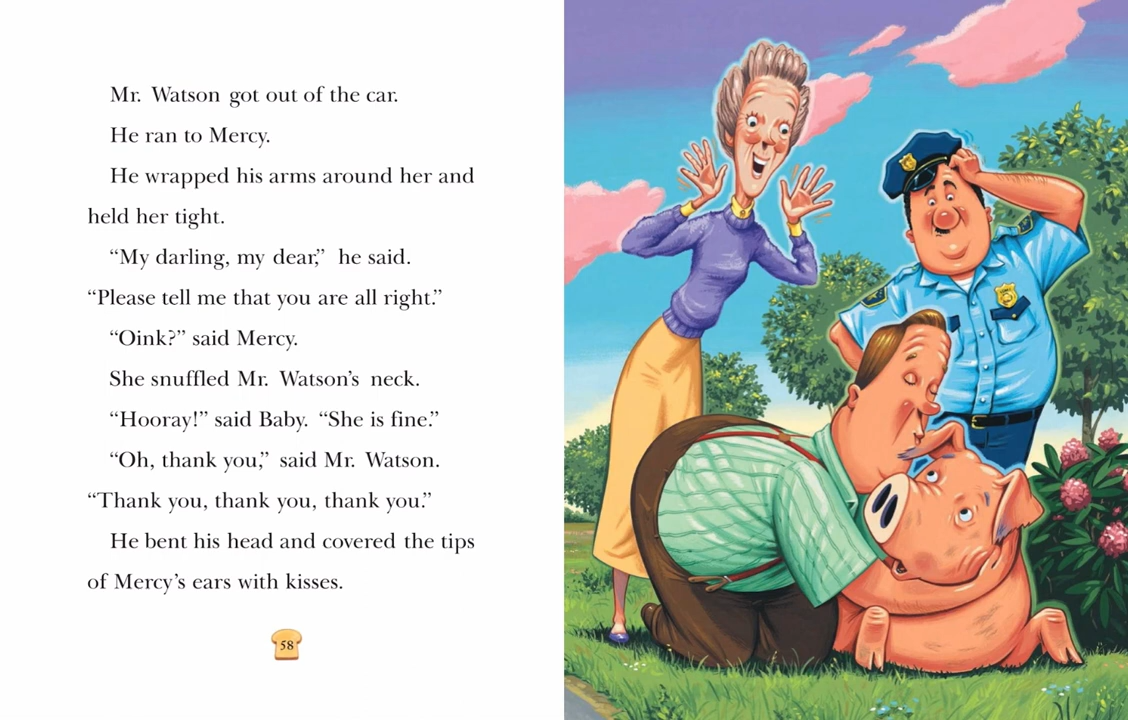 Mr. Watson got out of the car.
He ran to Mercy.
He wrapped his arms around her and
held her tight.
“My darling, my dear,” he said.
“Please tell me that you are all right.”
“Oink?” said Mercy.
She snuffled Mr. Watson’s neck.
“Hooray!” said Baby. “She is fine.”
“Oh, thank you,” said Mr. Watson.
“Thank you, thank you, thank you.”
He bent his head and covered the tips
of Mercy’s ears with kisses.
58